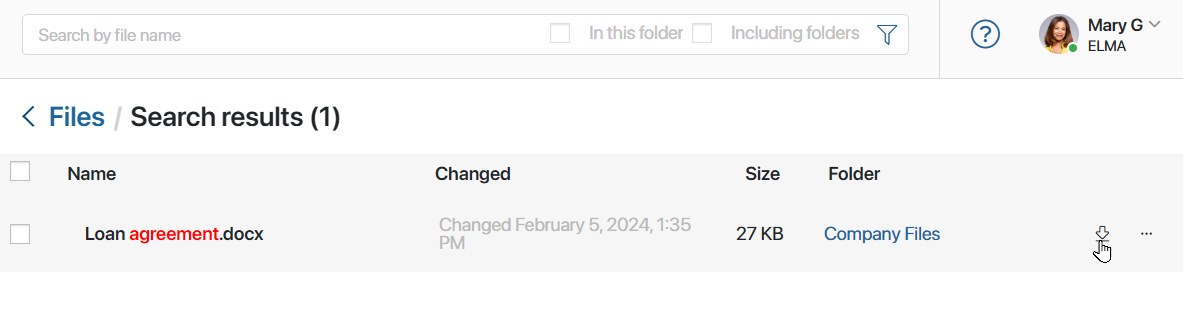 Search by file name In this folder Including folders
? Mary G
ELMA
Files / Search results (1)
Name Changed Size Folder
Loan agreement.docx Changed February 5, 2024, 1:35 PM 27 KB Company Files ...